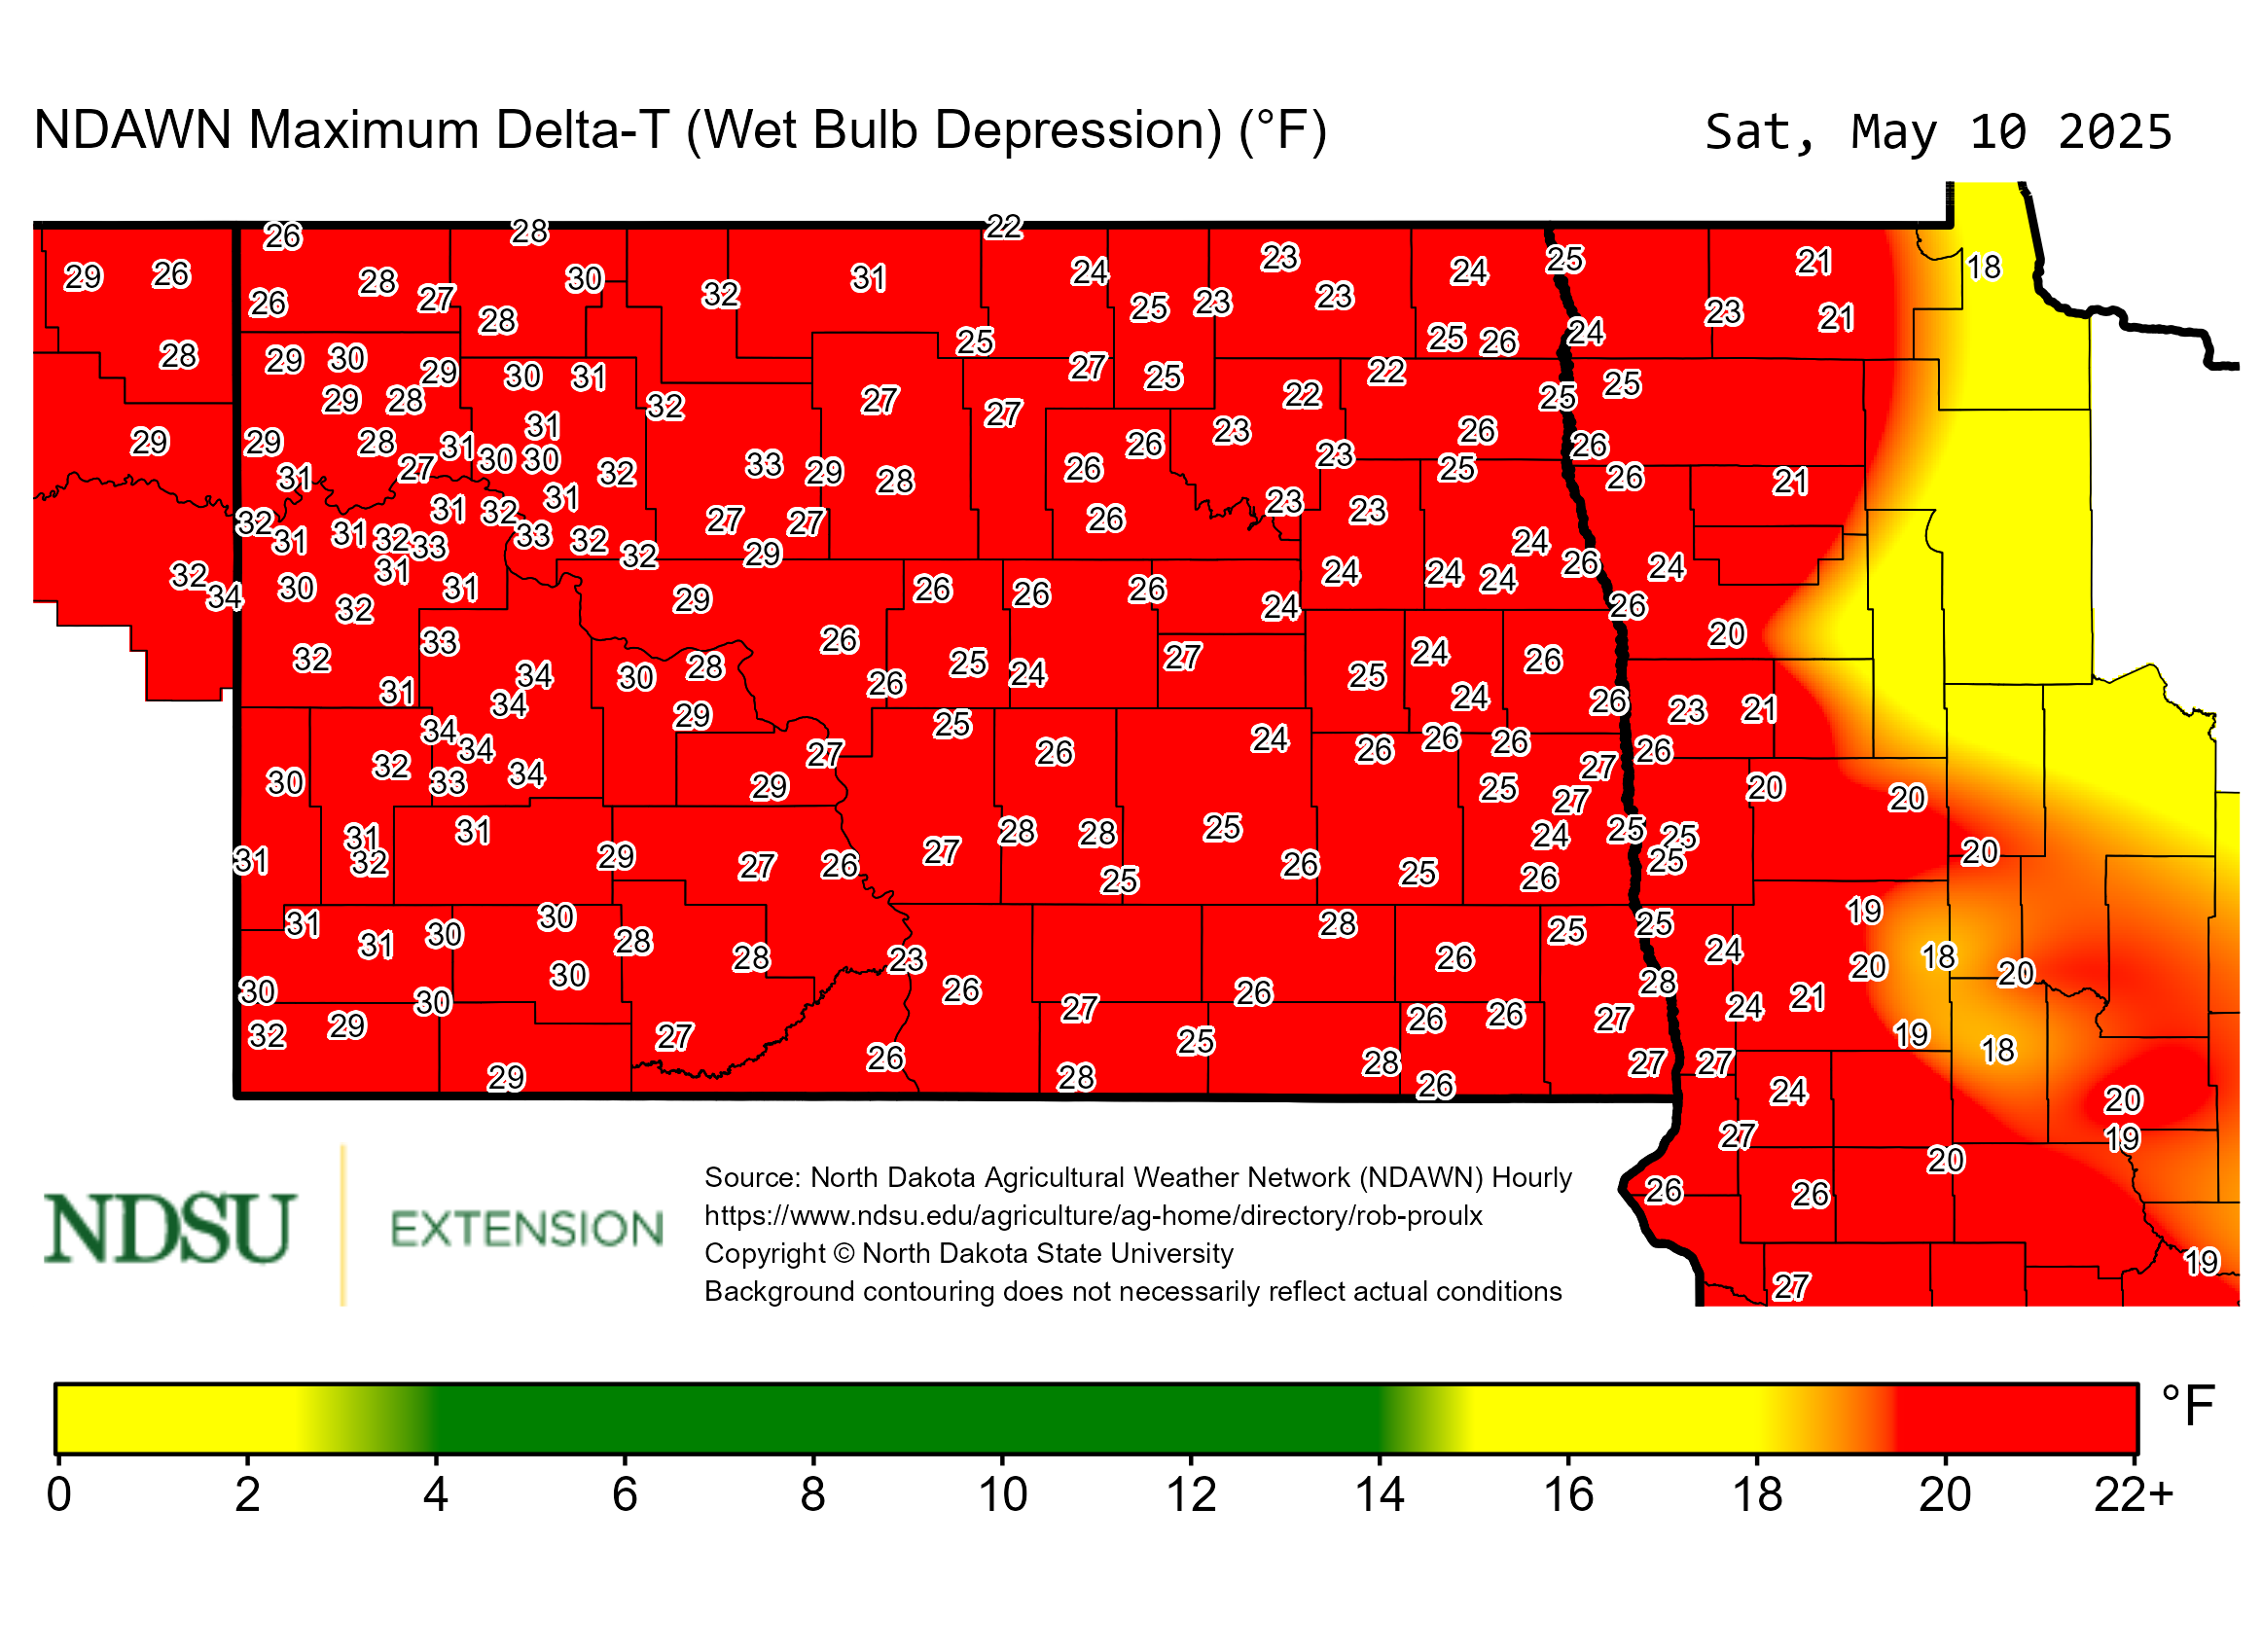 NDAWN Maximum Delta-T (Wet Bulb Depression) (°F)
Sat, May 10 2025
26 28 22
29 26 28 27 30 32 31 24 23 24 25 21 18
26 28 25 23 23 25 26 24 23 21
28 29 30 29 30 31 25 27 25 22 25
29 28 31 32 27 27 22 25
29 29 28 31 30 30 26 23 26 26
31 27 32 33 29 28 26 23 25 26 21
32 31 32 31 27 27 26 23 23
31 31 32 33 33 32 32 29 24 26 24
32 30 31 31 29 26 26 26 24 24 24
34 32 24 26
32 33 34 30 28 26 25 24 27 25 24 26 20
31 34 29 26 25 24 26 23 21
34 34 27 26 24 26 26 26 26
30 32 33 34 29 25 27 27 20 20
31 31 32 31 29 27 26 27 28 28 25 24 25 25 25 20
25 26 25 26
31 31 30 30 28 28 28 25 25 24 19
30 30 30 23 26 26 26 28 20 18 20
32 29 27 27 25 26 26 27 24 21 19
29 26 28 28 26 27 27 24 18 20
27 19
26 26 20
27 19
NDSU EXTENSION
Source: North Dakota Agricultural Weather Network (NDAWN) Hourly
https://www.ndsu.edu/agriculture/ag-home/directory/rob-proulx
Copyright © North Dakota State University
Background contouring does not necessarily reflect actual conditions
°F
0 2 4 6 8 10 12 14 16 18 20 22+